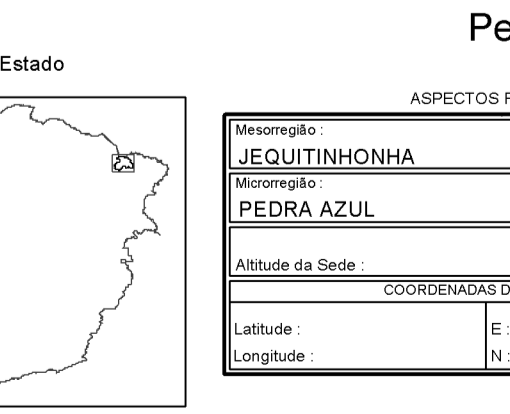 Pe
Estado
ASPECTOS F
Mesorregião :
JEQUITINHONHA
Microrregião :
PEDRA AZUL
Altitude da Sede :
COORDENADAS D
Latitude :
E :
Longitude :
N :